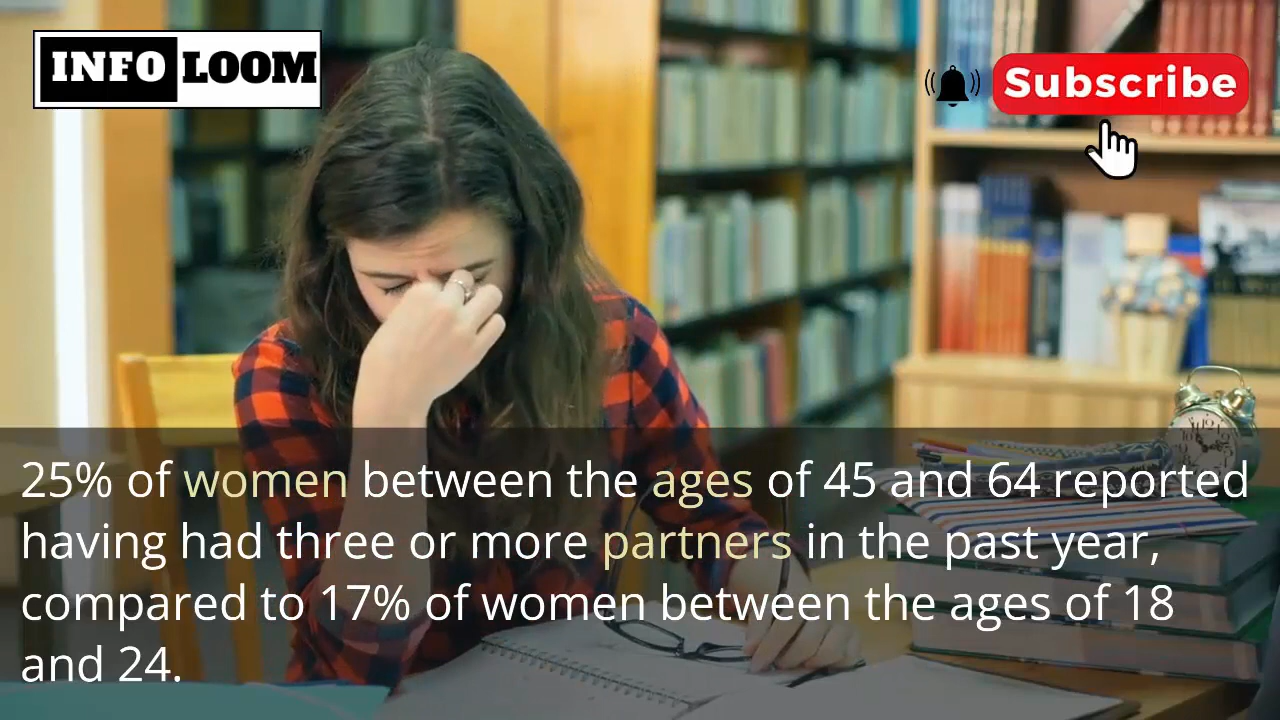 INFO LOOM
Subscribe
25% of women between the ages of 45 and 64 reported
having had three or more partners in the past year,
compared to 17% of women between the ages of 18
and 24.